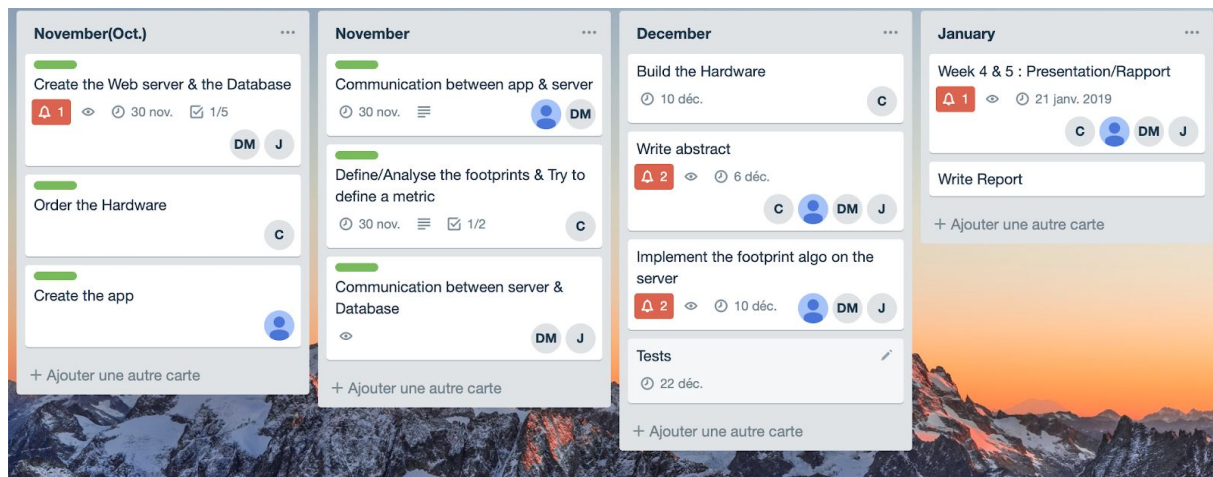 November(Oct.)
Create the Web server & the Database
1
30 nov.
1/5
DM
J
Order the Hardware
C
Create the app
+ Ajouter une autre carte
November
Communication between app & server
30 nov.
DM
Define/Analyse the footprints & Try to
define a metric
30 nov.
1/2
C
Communication between server &
Database
DM
J
+ Ajouter une autre carte
December
Build the Hardware
10 déc.
C
Write abstract
2
6 déc.
C
DM
J
Implement the footprint algo on the
server
2
10 déc.
DM
J
Tests
22 déc.
+ Ajouter une autre carte
January
Week 4 & 5 : Presentation/Rapport
1
21 janv. 2019
C
DM
J
Write Report
+ Ajouter une autre carte